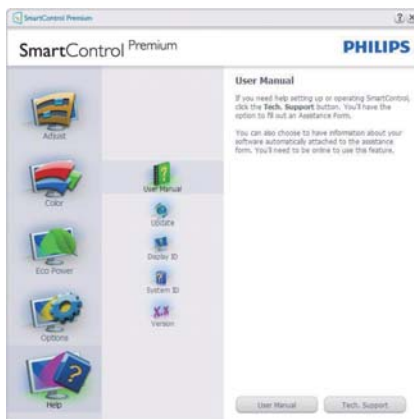 SmartControl Premium
SmartControl Premium
PHILIPS
Adjust
Color
Eco Power
Options
Help
User Manual
Update
Display ID
System ID
Version
User Manual
If you need help setting up or operating SmartControl,
click the Tech. Support button. You'll have the
option to fill out an Assistance Form.
You can also choose to have information about your
software automatically attached to the assistance
form. You'll need to be online to use this feature.
User Manual
Tech. Support